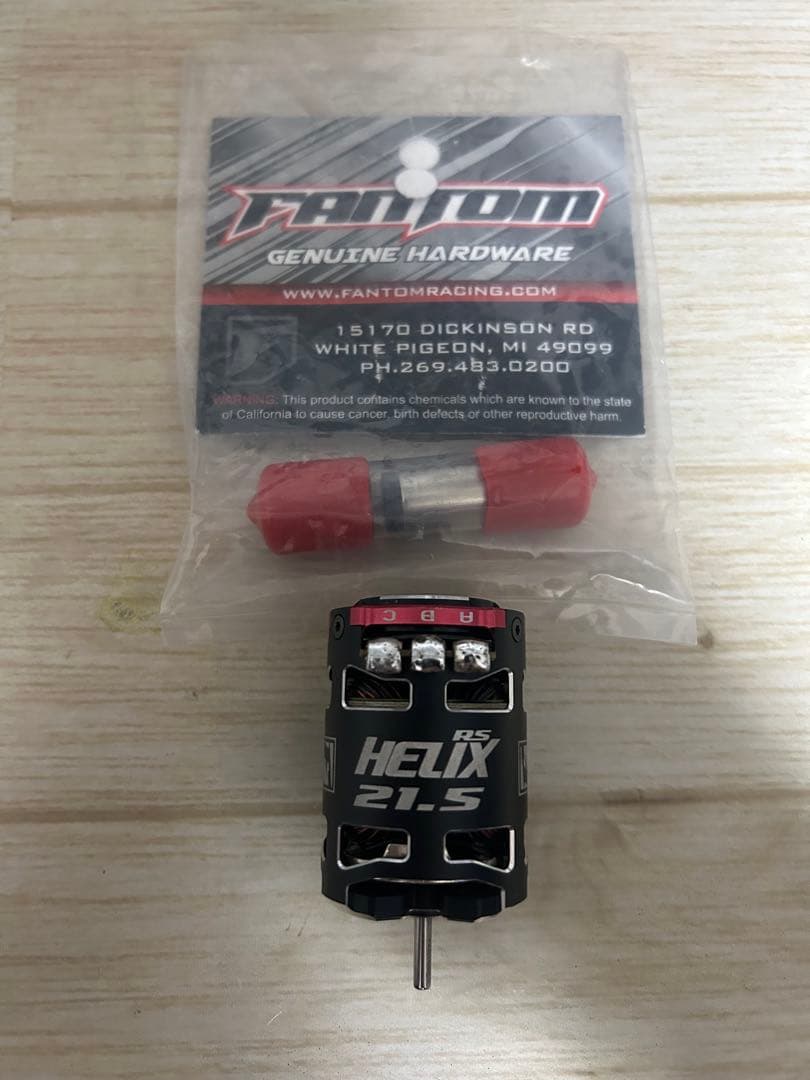 FANTOM
GENUINE HARDWARE
WWW.FANTOMRACING.COM
15170 DICKINSON RD
WHITE PIGEON, MI 49099
PH.269.483.0200
WARNING: This product contains chemicals which are known to the state
of California to cause cancer, birth defects or other reproductive harm.
A B C
RS
HELIX
21.5